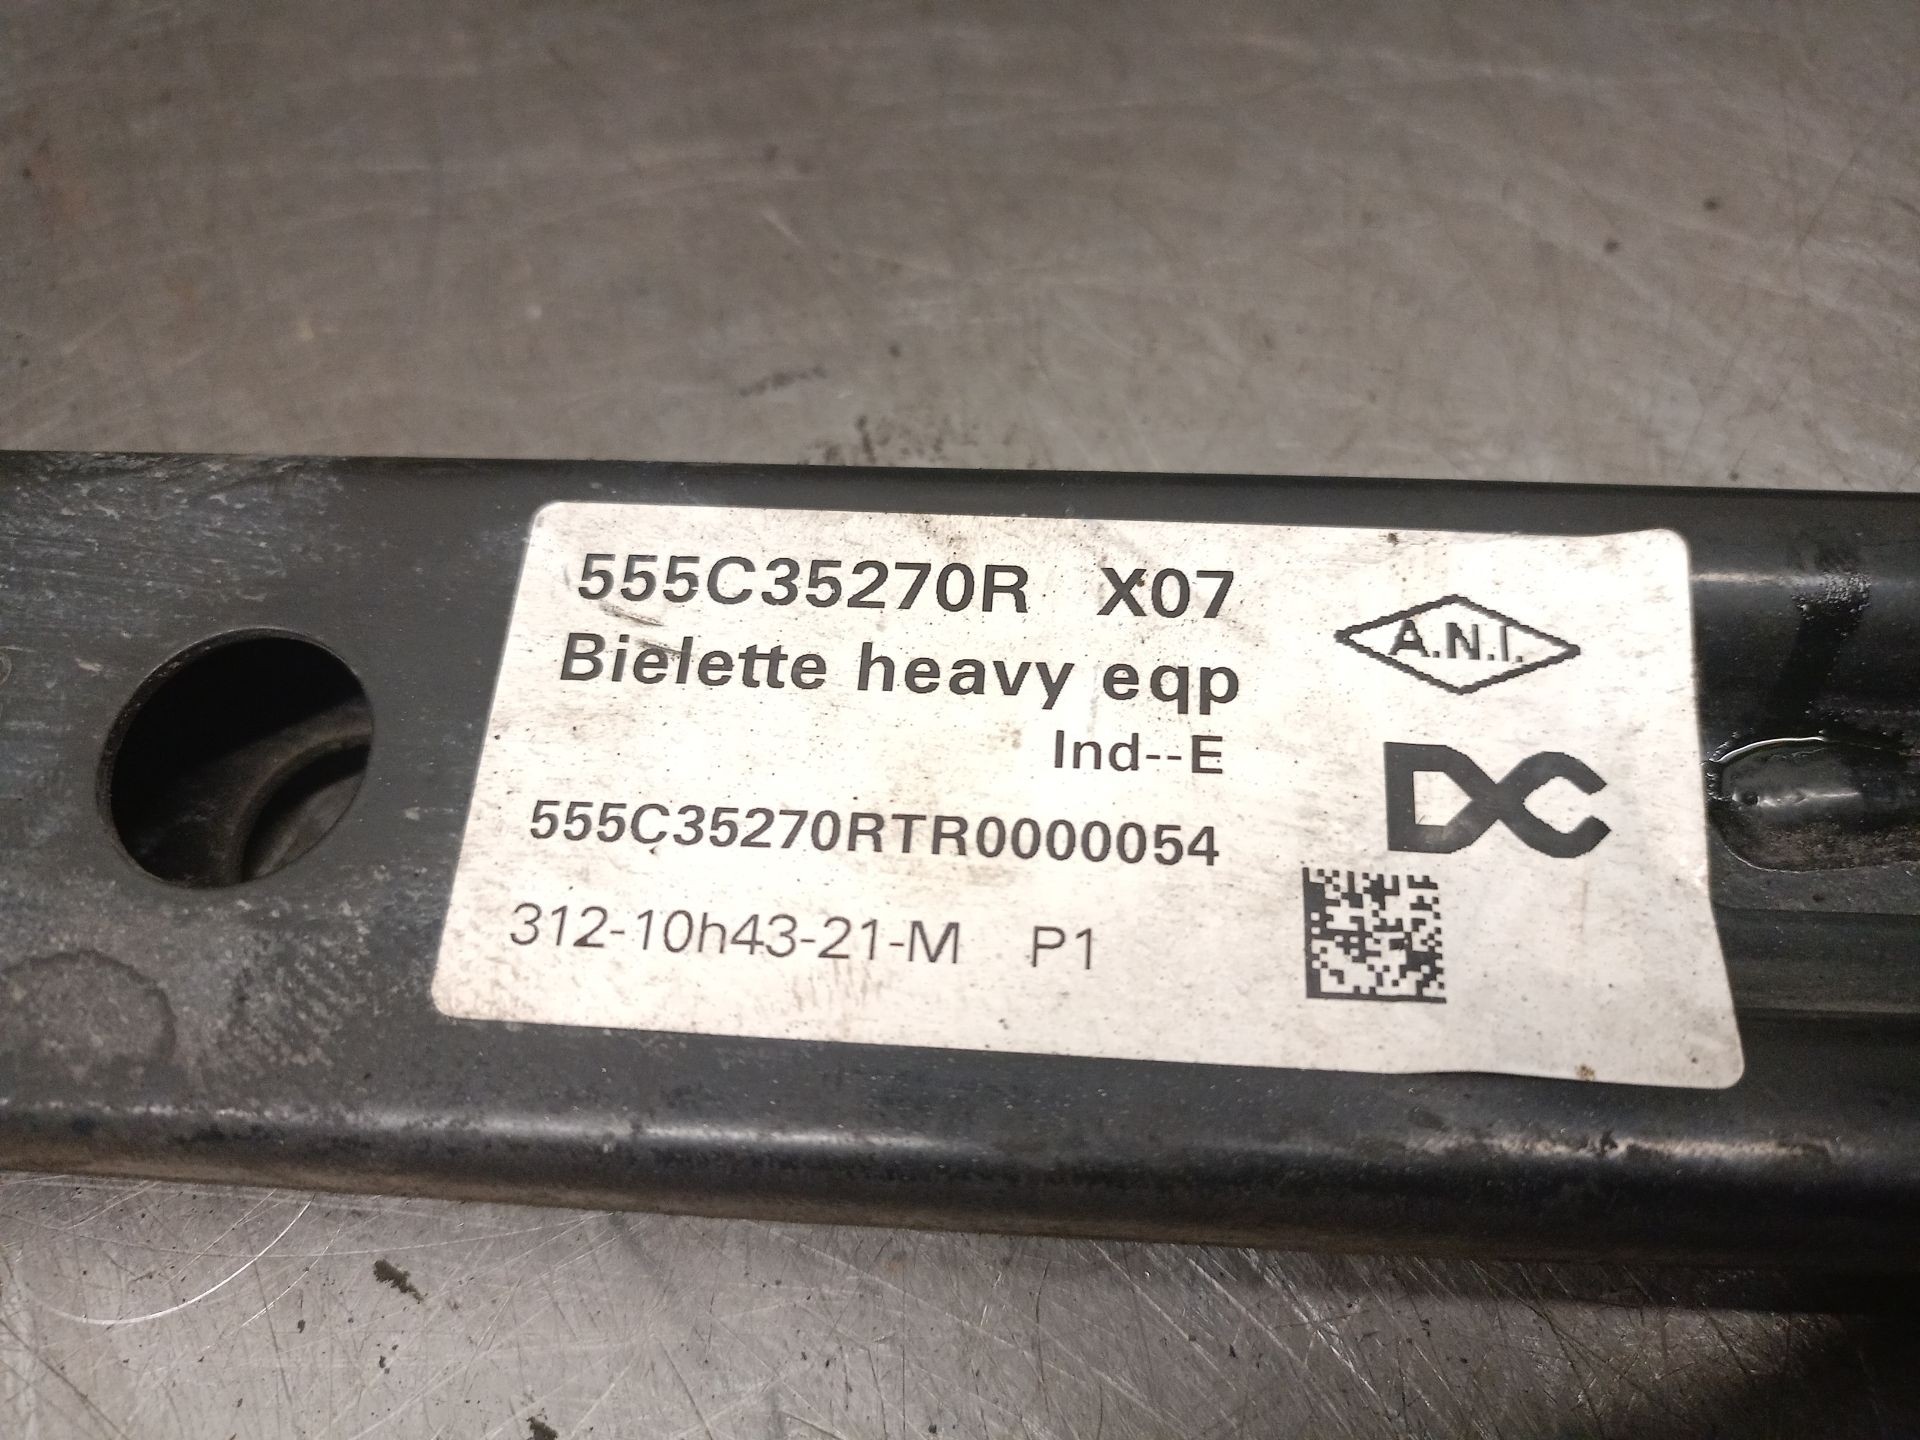 555C35270R X07
Bielette heavy eqp
Ind--E
555C35270RTR0000054
312-10h43-21-M P1
A.N.I.
DC